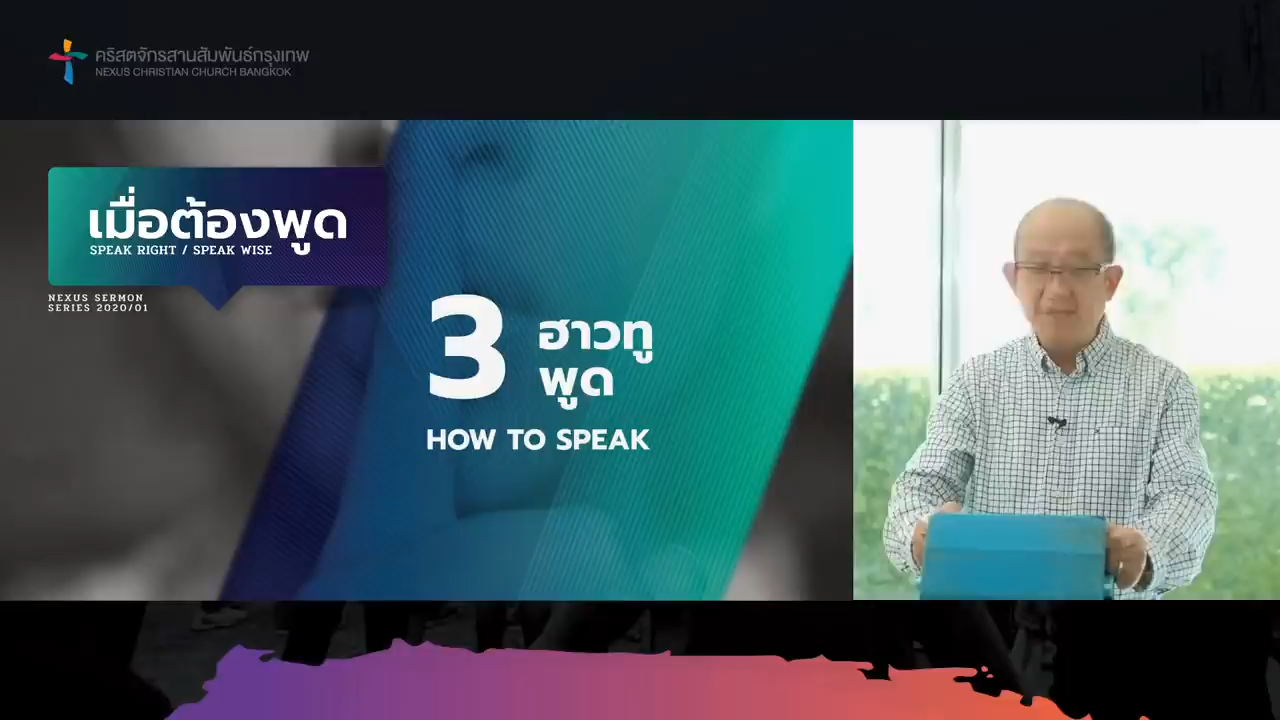 คริสตจักรสานสัมพันธ์กรุงเทพ
NEXUS CHRISTIAN CHURCH BANGKOK
เมื่อต้องพูด
SPEAK RIGHT / SPEAK WISE
NEXUS SERMON
SERIES 2020/01
3 ฮาวทู
พูด
HOW TO SPEAK